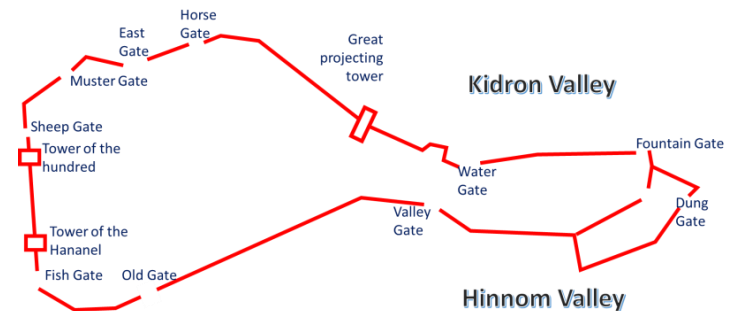 Horse
Gate
East
Gate
Great
projecting
tower
Muster Gate
Kidron Valley
Sheep Gate
Tower of the
hundred
Fountain Gate
Water
Gate
Valley
Gate
Dung
Gate
Tower of the
Hananel
Fish Gate
Old Gate
Hinnom Valley